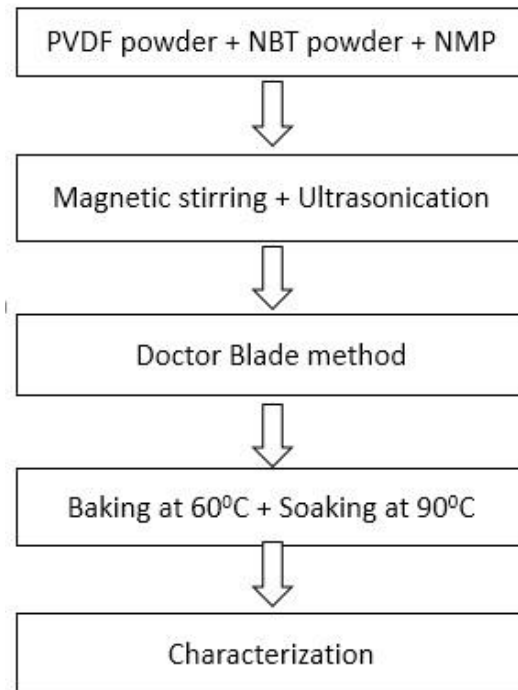 PVDF powder + NBT powder + NMP
Magnetic stirring + Ultrasonication
Doctor Blade method
Baking at 60⁰C + Soaking at 90⁰C
Characterization